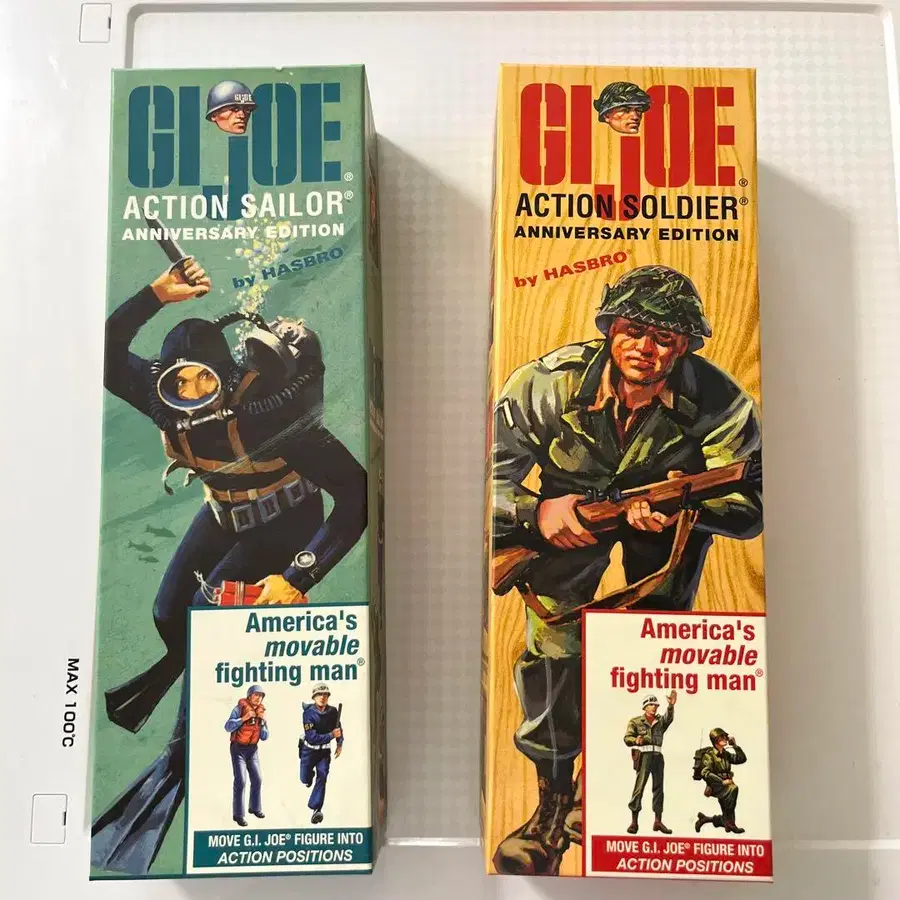 GI JOE®
ACTION SAILOR®
ANNIVERSARY EDITION
by HASBRO®
America's
movable
fighting man®
MOVE G.I. JOE® FIGURE INTO
ACTION POSITIONS
GI JOE®
ACTION SOLDIER®
ANNIVERSARY EDITION
by HASBRO®
America's
movable
fighting man®
MOVE G.I. JOE® FIGURE INTO
ACTION POSITIONS
MAX 100°C